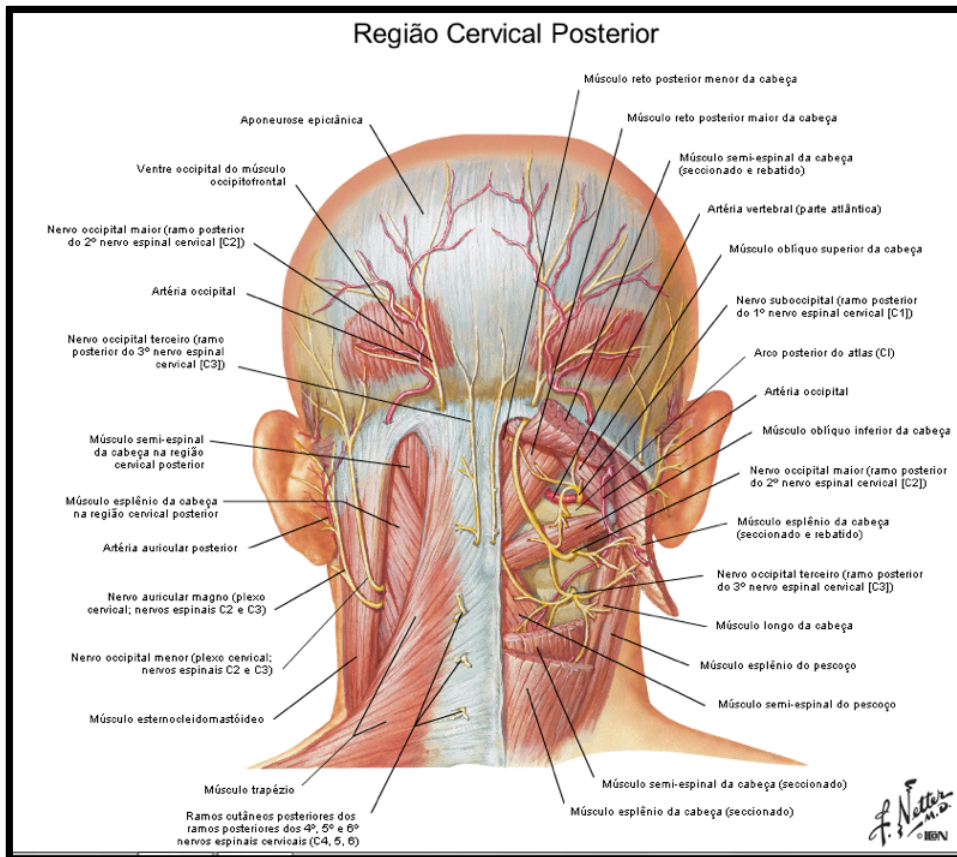 Região Cervical Posterior
Aponeurose epicrânica
Ventre occipital do músculo
occipitofrontal
Nervo occipital maior (ramo posterior
do 2º nervo espinal cervical [C2])
Artéria occipital
Nervo occipital terceiro (ramo
posterior do 3º nervo espinal
cervical [C3])
Músculo semi-espinal
da cabeça na região
cervical posterior
Músculo esplênio da cabeça
na região cervical posterior
Artéria auricular posterior
Nervo auricular magno (plexo
cervical; nervos espinais C2 e C3)
Nervo occipital menor (plexo cervical;
nervos espinais C2 e C3)
Músculo esternocleidomastóideo
Músculo trapézio
Ramos cutâneos posteriores dos
ramos posteriores dos 4º, 5º e 6º
nervos espinais cervicais (C4, 5, 6)
Músculo reto posterior menor da cabeça
Músculo reto posterior maior da cabeça
Músculo semi-espinal da cabeça
(seccionado e rebatido)
Artéria vertebral (parte atlântica)
Músculo oblíquo superior da cabeça
Nervo suboccipital (ramo posterior
do 1º nervo espinal cervical [C1])
Arco posterior do atlas (CI)
Artéria occipital
Músculo oblíquo inferior da cabeça
Nervo occipital maior (ramo posterior
do 2º nervo espinal cervical [C2])
Músculo esplênio da cabeça
(seccionado e rebatido)
Nervo occipital terceiro (ramo posterior
do 3º nervo espinal cervical [C3])
Músculo longo da cabeça
Músculo esplênio do pescoço
Músculo semi-espinal do pescoço
Músculo semi-espinal da cabeça (seccionado)
Músculo esplênio da cabeça (seccionado)
F. Netter
M.D.
© ICON